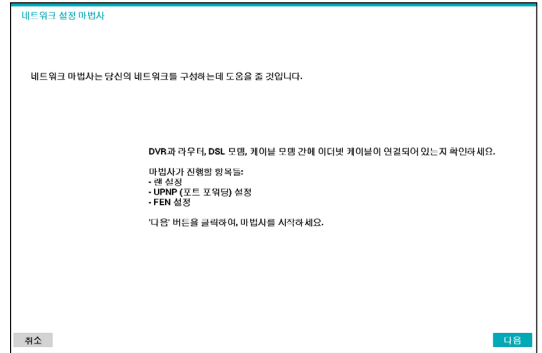 네트워크 설정 마법사
네트워크 마법사는 당신의 네트워크를 구성하는데 도움을 줄 것입니다.
DVR과 라우터, DSL 모뎀, 케이블 모뎀 간에 이더넷 케이블이 연결되어 있는지 확인하세요.
마법사가 진행할 항목들:
- 랜 설정
- UPNP (포트 포워딩) 설정
- FEN 설정
'다음' 버튼을 클릭하여, 마법사를 시작하세요.
취소
다음